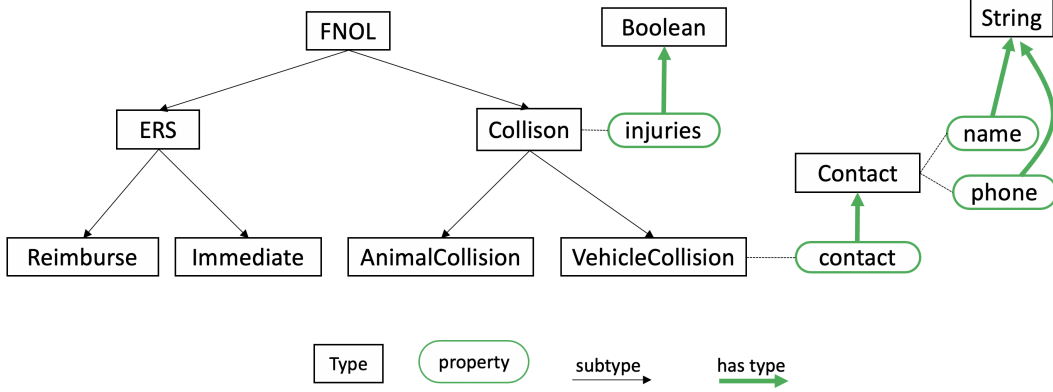 FNOL
Boolean
String
ERS
Collison
injuries
name
Contact
phone
Reimburse
Immediate
AnimalCollision
VehicleCollision
contact
Type
property
subtype
has type